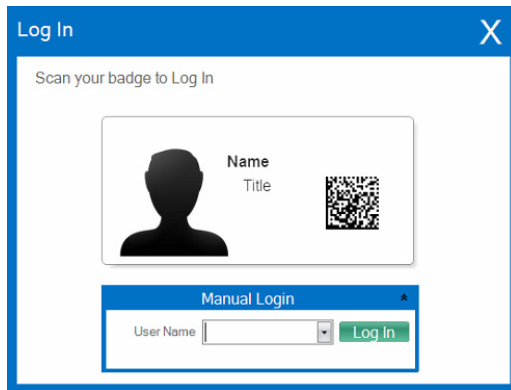 Log In X
Scan your badge to Log In
Name
Title
Manual Login
User Name Log In